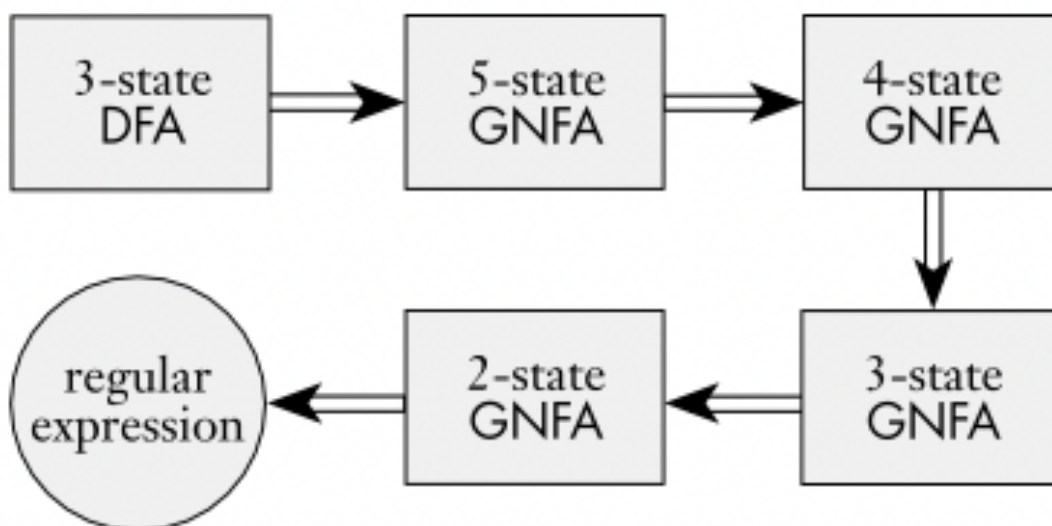 3-state
DFA
5-state
GNFA
4-state
GNFA
3-state
GNFA
2-state
GNFA
regular
expression